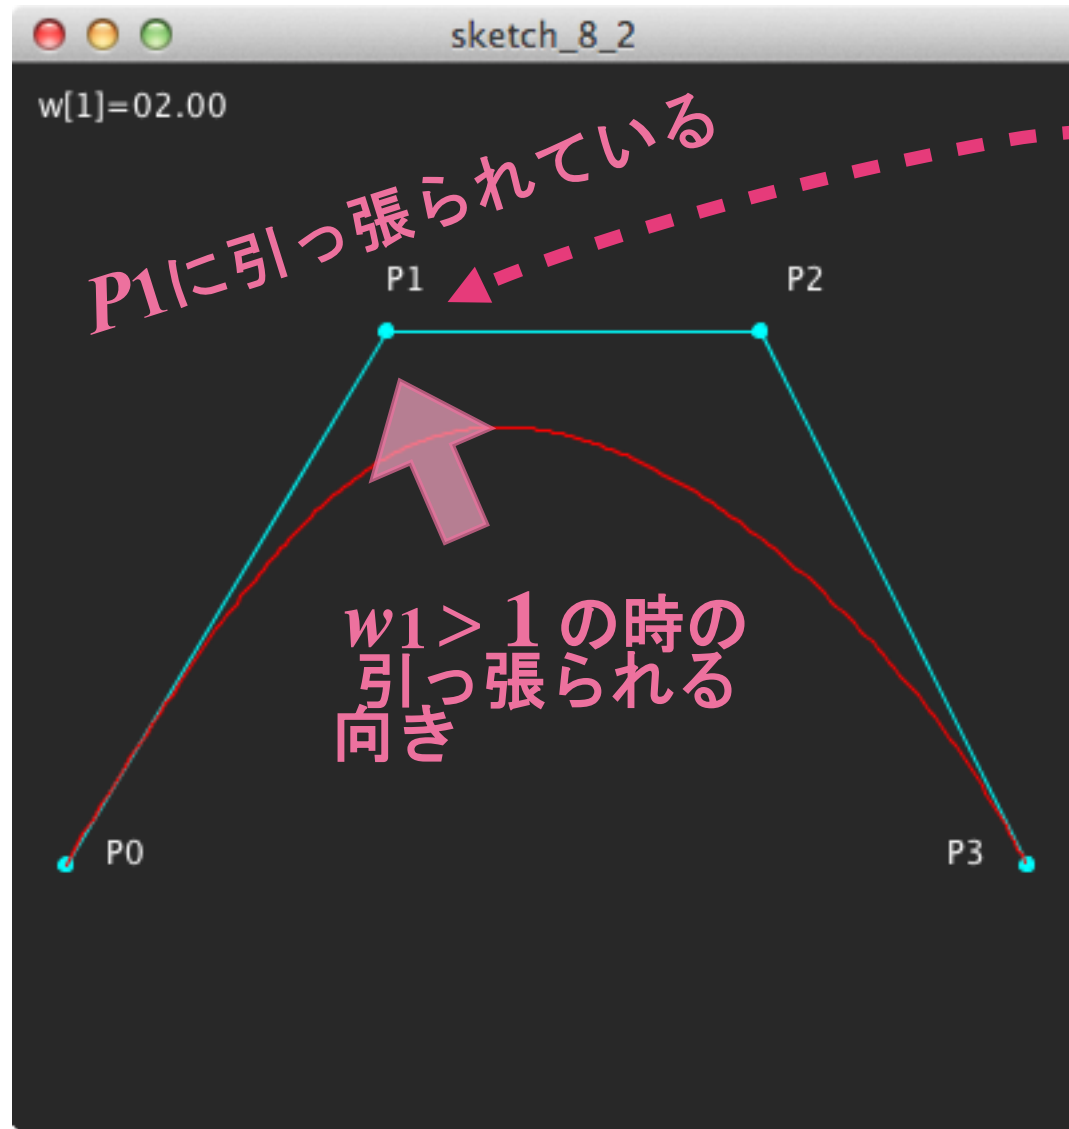 sketch_8_2
w[1]=02.00
P1に引っ張られている
P1
P2
w1>1の時の
引っ張られる
向き
P0
P3